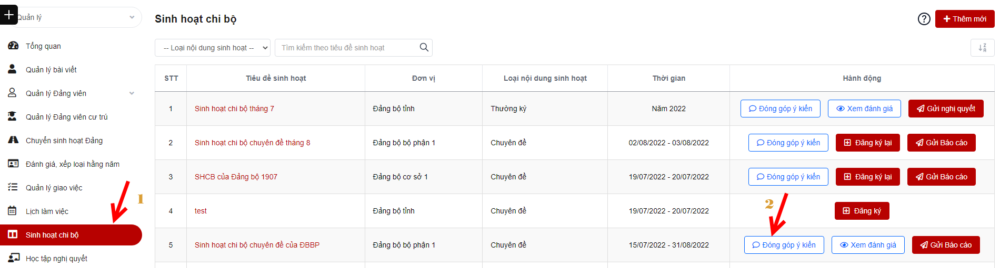 Quản lý
Tổng quan
Quản lý bài viết
Quản lý Đảng viên
Quản lý Đảng viên cư trú
Chuyển sinh hoạt Đảng
Đánh giá, xếp loại hằng năm
Quản lý giao việc
Lịch làm việc
Sinh hoạt chi bộ
Học tập nghị quyết
1
Sinh hoạt chi bộ
Thêm mới
-- Loại nội dung sinh hoạt --
Tìm kiếm theo tiêu đề sinh hoạt
STT Tiêu đề sinh hoạt Đơn vị Loại nội dung sinh hoạt Thời gian Hành động
1 Sinh hoạt chi bộ tháng 7 Đảng bộ tỉnh Thường kỳ Năm 2022 Đóng góp ý kiến Xem đánh giá Gửi nghị quyết
2 Sinh hoạt chi bộ chuyên đề tháng 8 Đảng bộ bộ phận 1 Chuyên đề 02/08/2022 - 03/08/2022 Đóng góp ý kiến Đăng ký lại Gửi Báo cáo
3 SHCB của Đảng bộ 1907 Đảng bộ cơ sở 1 Chuyên đề 19/07/2022 - 20/07/2022 Đóng góp ý kiến Đăng ký lại Gửi Báo cáo
4 test Đảng bộ tỉnh Chuyên đề 19/07/2022 - 20/07/2022 Đăng ký
2
5 Sinh hoạt chi bộ chuyên đề của ĐBBP Đảng bộ bộ phận 1 Chuyên đề 15/07/2022 - 31/08/2022 Đóng góp ý kiến Xem đánh giá Gửi Báo cáo